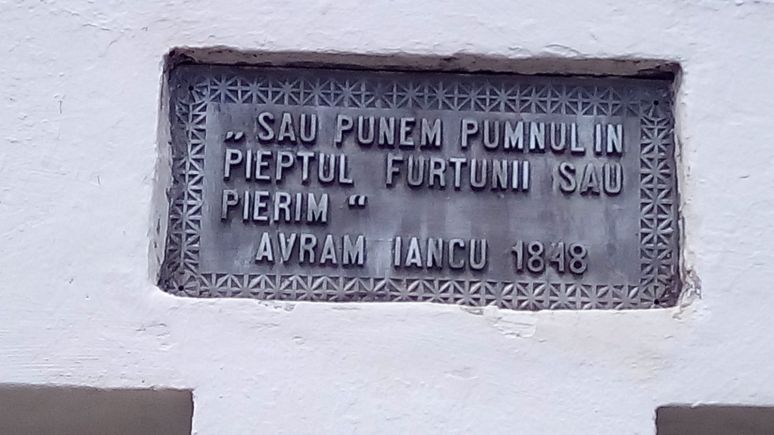 „ SAU PUNEM PUMNUL IN
PIEPTUL FURTUNII SAU
PIERIM “
AVRAM IANCU 1848